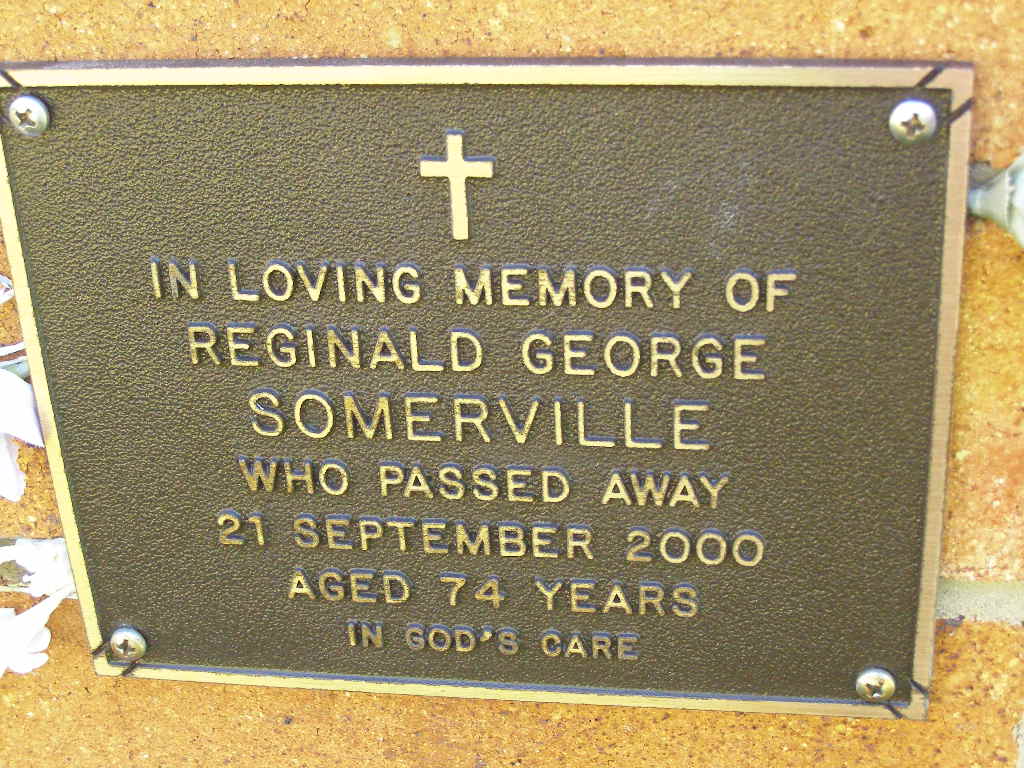 IN LOVING MEMORY OF
REGINALD GEORGE
SOMERVILLE
WHO PASSED AWAY
21 SEPTEMBER 2000
AGED 74 YEARS
IN GOD'S CARE